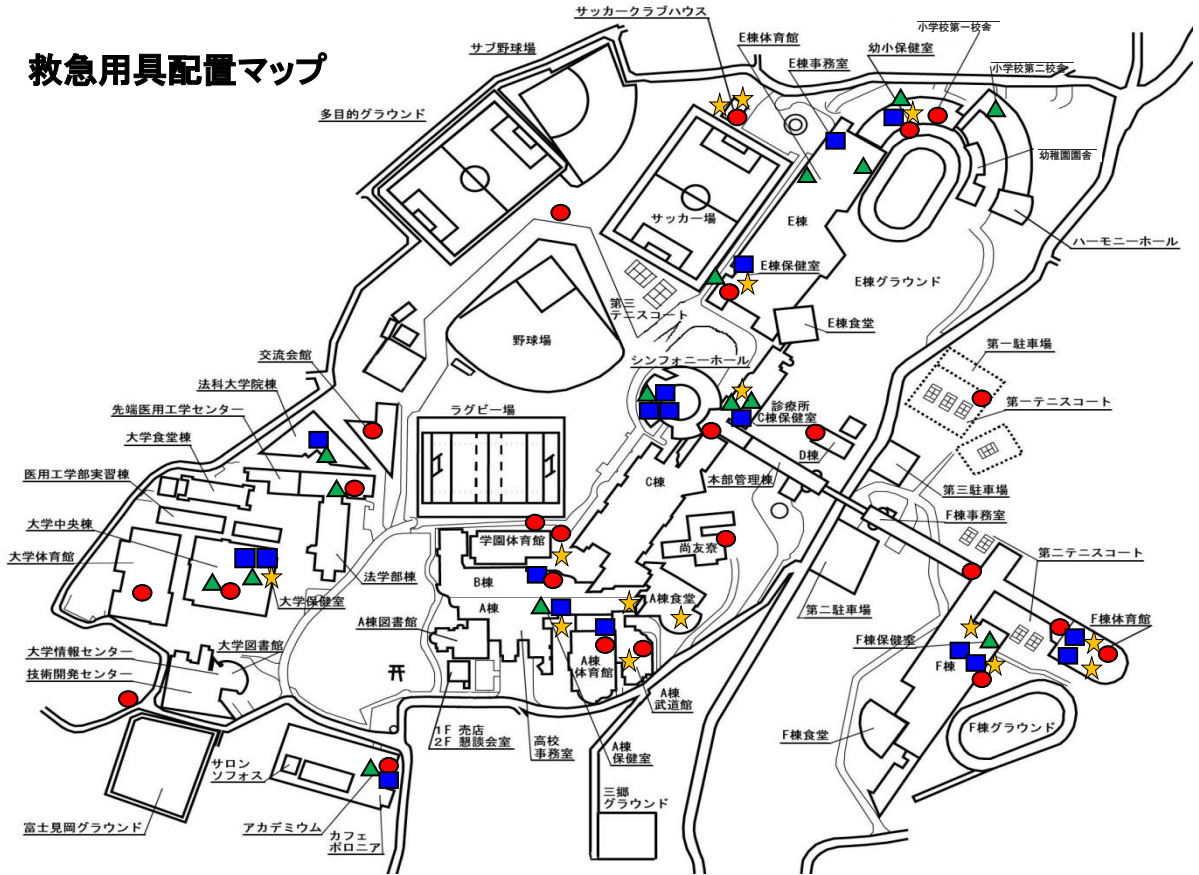 救急用具配置マップ
サッカークラブハウス
サブ野球場
多目的グラウンド
E棟体育館
E棟事務室
幼小保健室
小学校第一校舎
小学校第二校舎
幼稚園園舎
ハーモニーホール
サッカー場
E棟
E棟保健室
E棟グラウンド
E棟食堂
第三
テニスコート
野球場
シンフォニーホール
交流会館
法科大学院棟
先端医用工学センター
大学食堂棟
医用工学部実習棟
大学中央棟
大学体育館
ラグビー場
診療所
C棟保健室
D棟
C棟
本部管理棟
第一駐車場
第一テニスコート
第三駐車場
F棟事務室
第二テニスコート
第二駐車場
学園体育館
尚友寮
B棟
A棟
A棟食堂
A棟図書館
法学部棟
大学保健室
大学図書館
大学情報センター
技術開発センター
A棟
体育館
A棟
武道館
F棟保健室
F棟
F棟体育館
F棟食堂
F棟グラウンド
1F 売店
2F 懇談会室
高校
事務室
A棟
保健室
サロン
ソフォス
富士見岡グラウンド
アカデミウム
カフェ
ポロニア
三郷
グラウンド